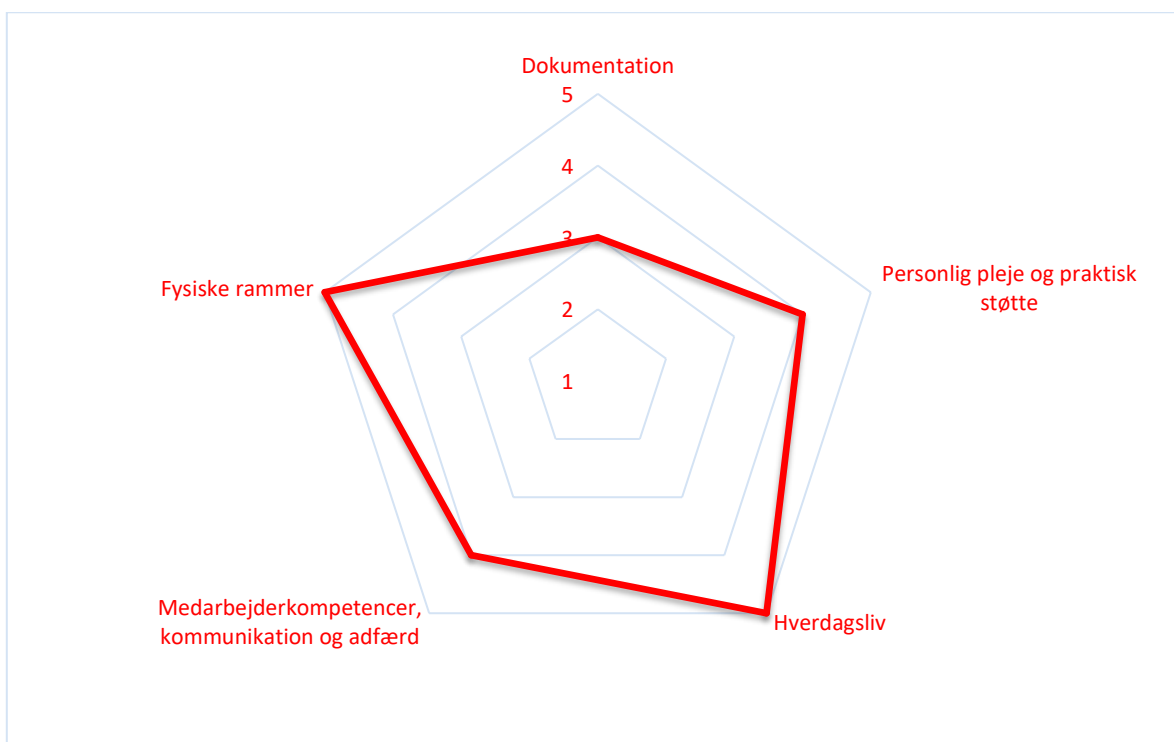 Dokumentation
5
4
3
2
1
Personlig pleje og praktisk
støtte
Hverdagsliv
Medarbejderkompetencer,
kommunikation og adfærd
Fysiske rammer